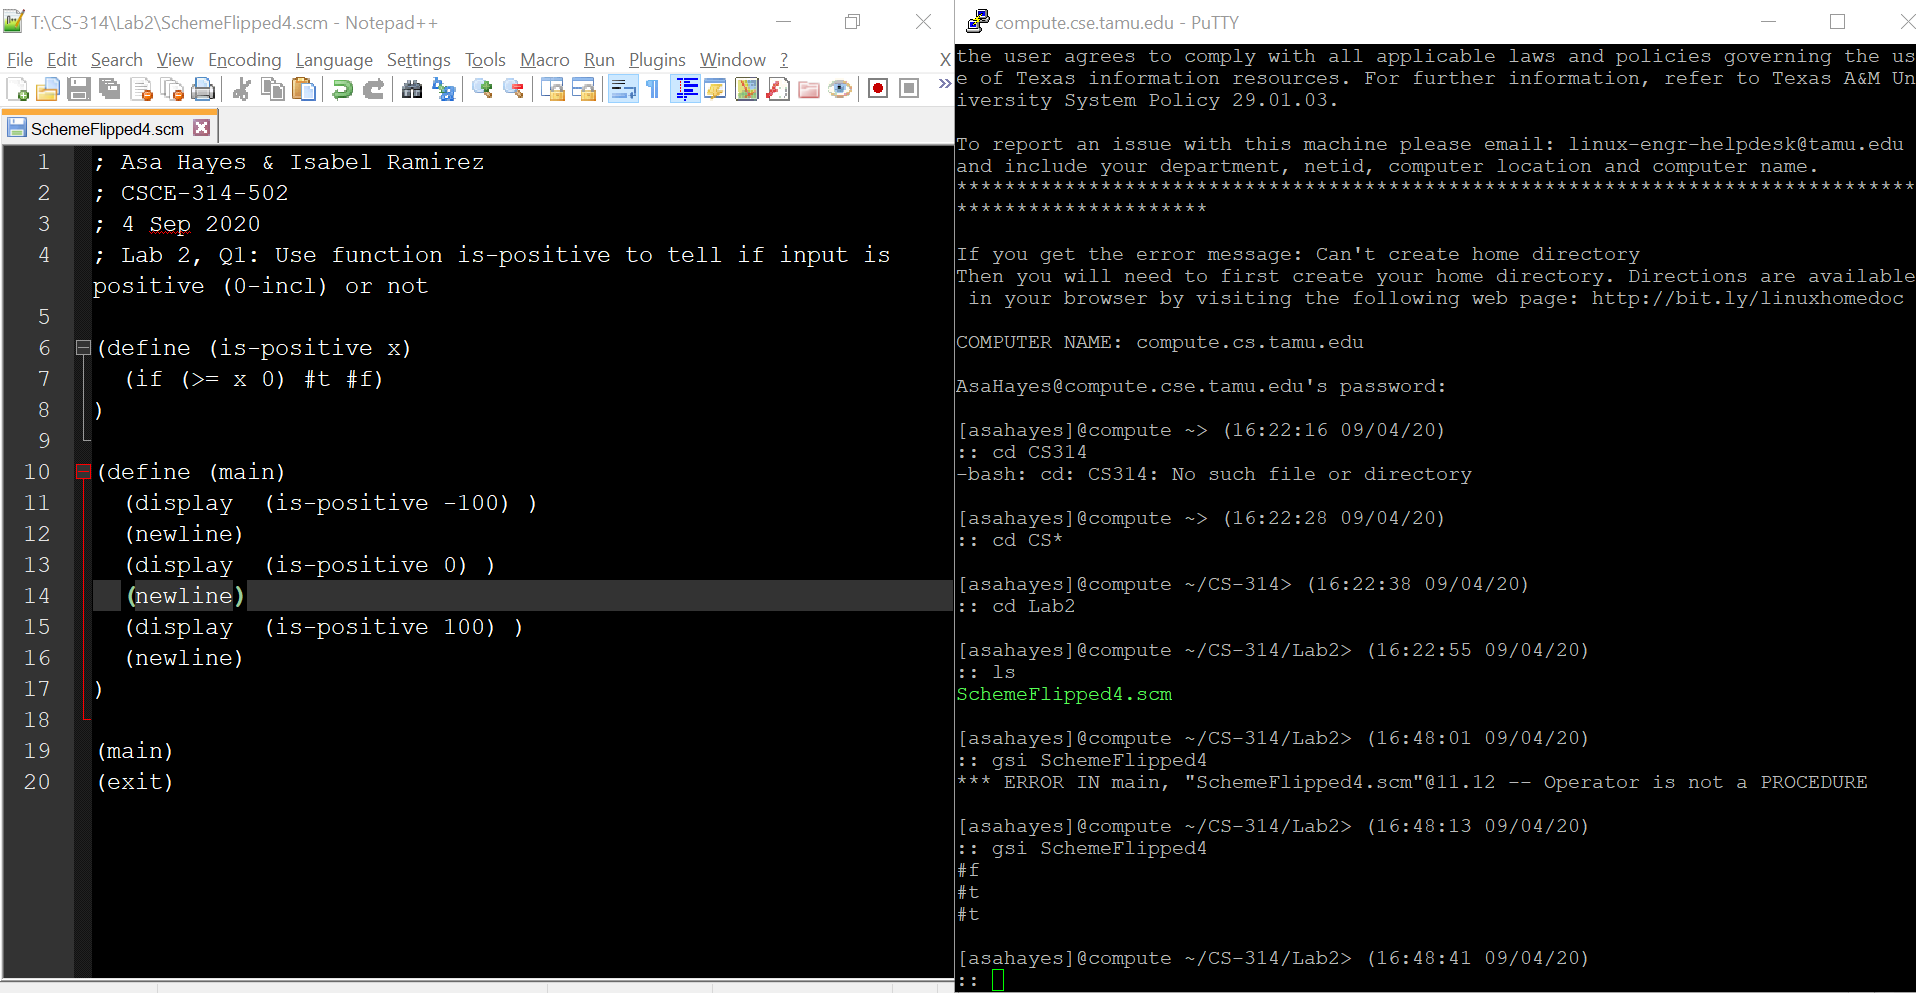 T:\CS-314\Lab2\SchemeFlipped4.scm - Notepad++
File Edit Search View Encoding Language Settings Tools Macro Run Plugins Window ? X
SchemeFlipped4.scm
1 ; Asa Hayes & Isabel Ramirez
2 ; CSCE-314-502
3 ; 4 Sep 2020
4 ; Lab 2, Q1: Use function is-positive to tell if input is
positive (0-incl) or not
5
6 (define (is-positive x)
7 (if (>= x 0) #t #f)
8 )
9
10 (define (main)
11 (display  (is-positive -100) )
12 (newline)
13 (display  (is-positive 0) )
14 (newline)
15 (display  (is-positive 100) )
16 (newline)
17 )
18
19 (main)
20 (exit)
compute.cse.tamu.edu - PuTTY
the user agrees to comply with all applicable laws and policies governing the us
e of Texas information resources. For further information, refer to Texas A&M Un
iversity System Policy 29.01.03.
To report an issue with this machine please email: linux-engr-helpdesk@tamu.edu
and include your department, netid, computer location and computer name.
********************************************************************************
*********************
If you get the error message: Can't create home directory
Then you will need to first create your home directory. Directions are available
in your browser by visiting the following web page: http://bit.ly/linuxhomedoc
COMPUTER NAME: compute.cs.tamu.edu
AsaHayes@compute.cse.tamu.edu's password:
[asahayes]@compute ~> (16:22:16 09/04/20)
:: cd CS314
-bash: cd: CS314: No such file or directory
[asahayes]@compute ~> (16:22:28 09/04/20)
:: cd CS*
[asahayes]@compute ~/CS-314> (16:22:38 09/04/20)
:: cd Lab2
[asahayes]@compute ~/CS-314/Lab2> (16:22:55 09/04/20)
:: ls
SchemeFlipped4.scm
[asahayes]@compute ~/CS-314/Lab2> (16:48:01 09/04/20)
:: gsi SchemeFlipped4
*** ERROR IN main, "SchemeFlipped4.scm"@11.12 -- Operator is not a PROCEDURE
[asahayes]@compute ~/CS-314/Lab2> (16:48:13 09/04/20)
:: gsi SchemeFlipped4
#f
#t
#t
[asahayes]@compute ~/CS-314/Lab2> (16:48:41 09/04/20)
::